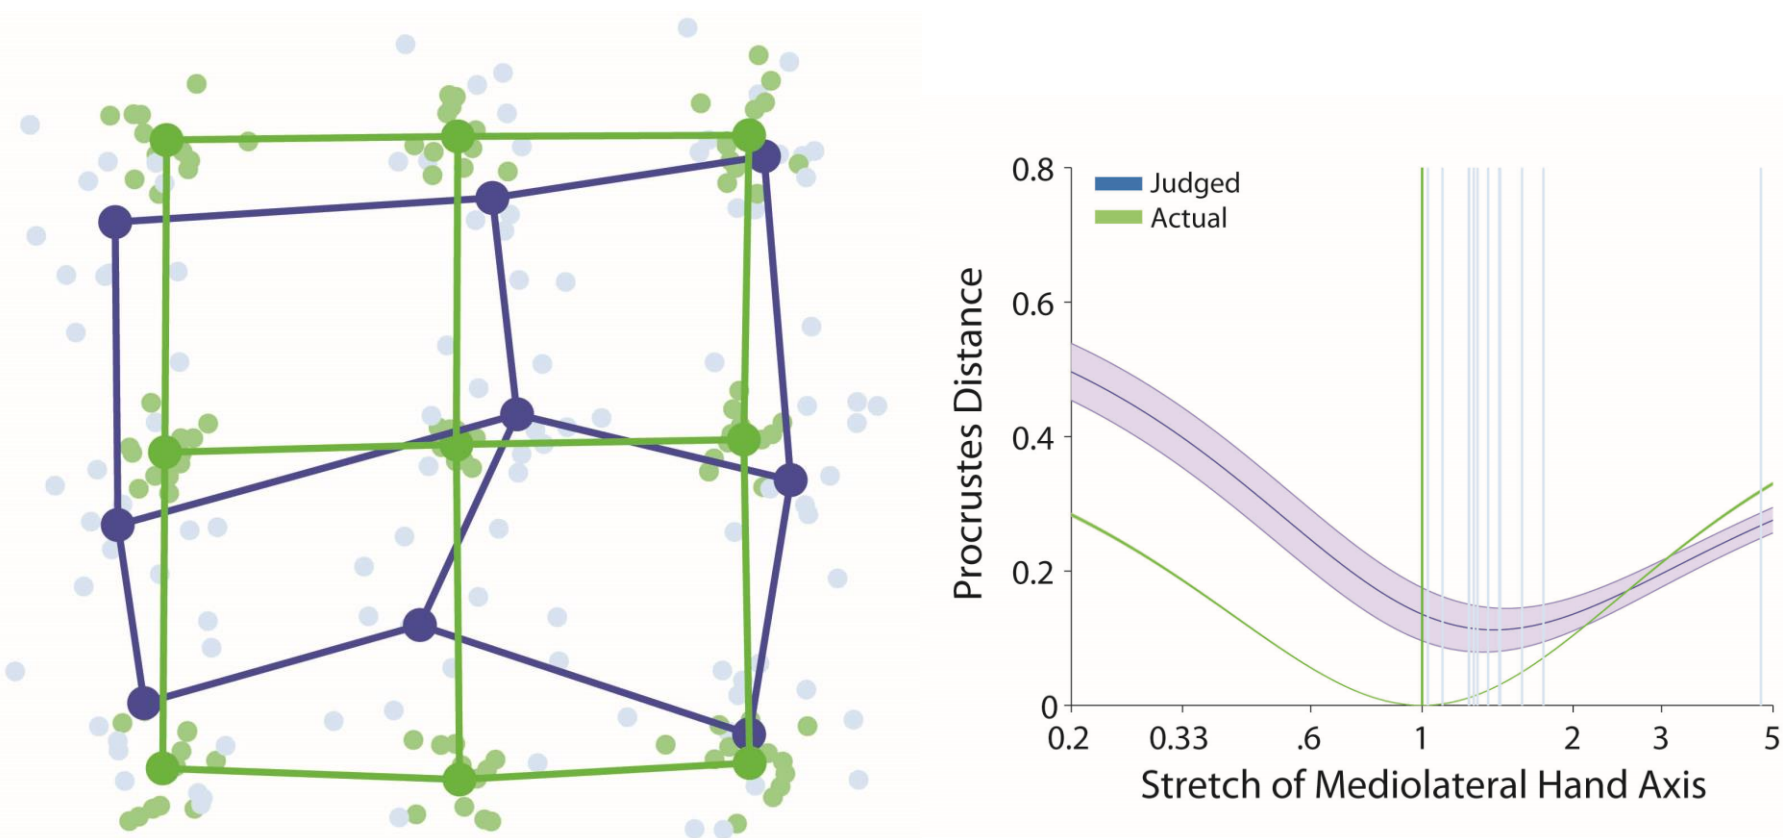 0.8
Judged
Actual
0.6
Procrustes Distance
0.4
0.2
0
0.2 0.33 .6 1 2 3 5
Stretch of Mediolateral Hand Axis